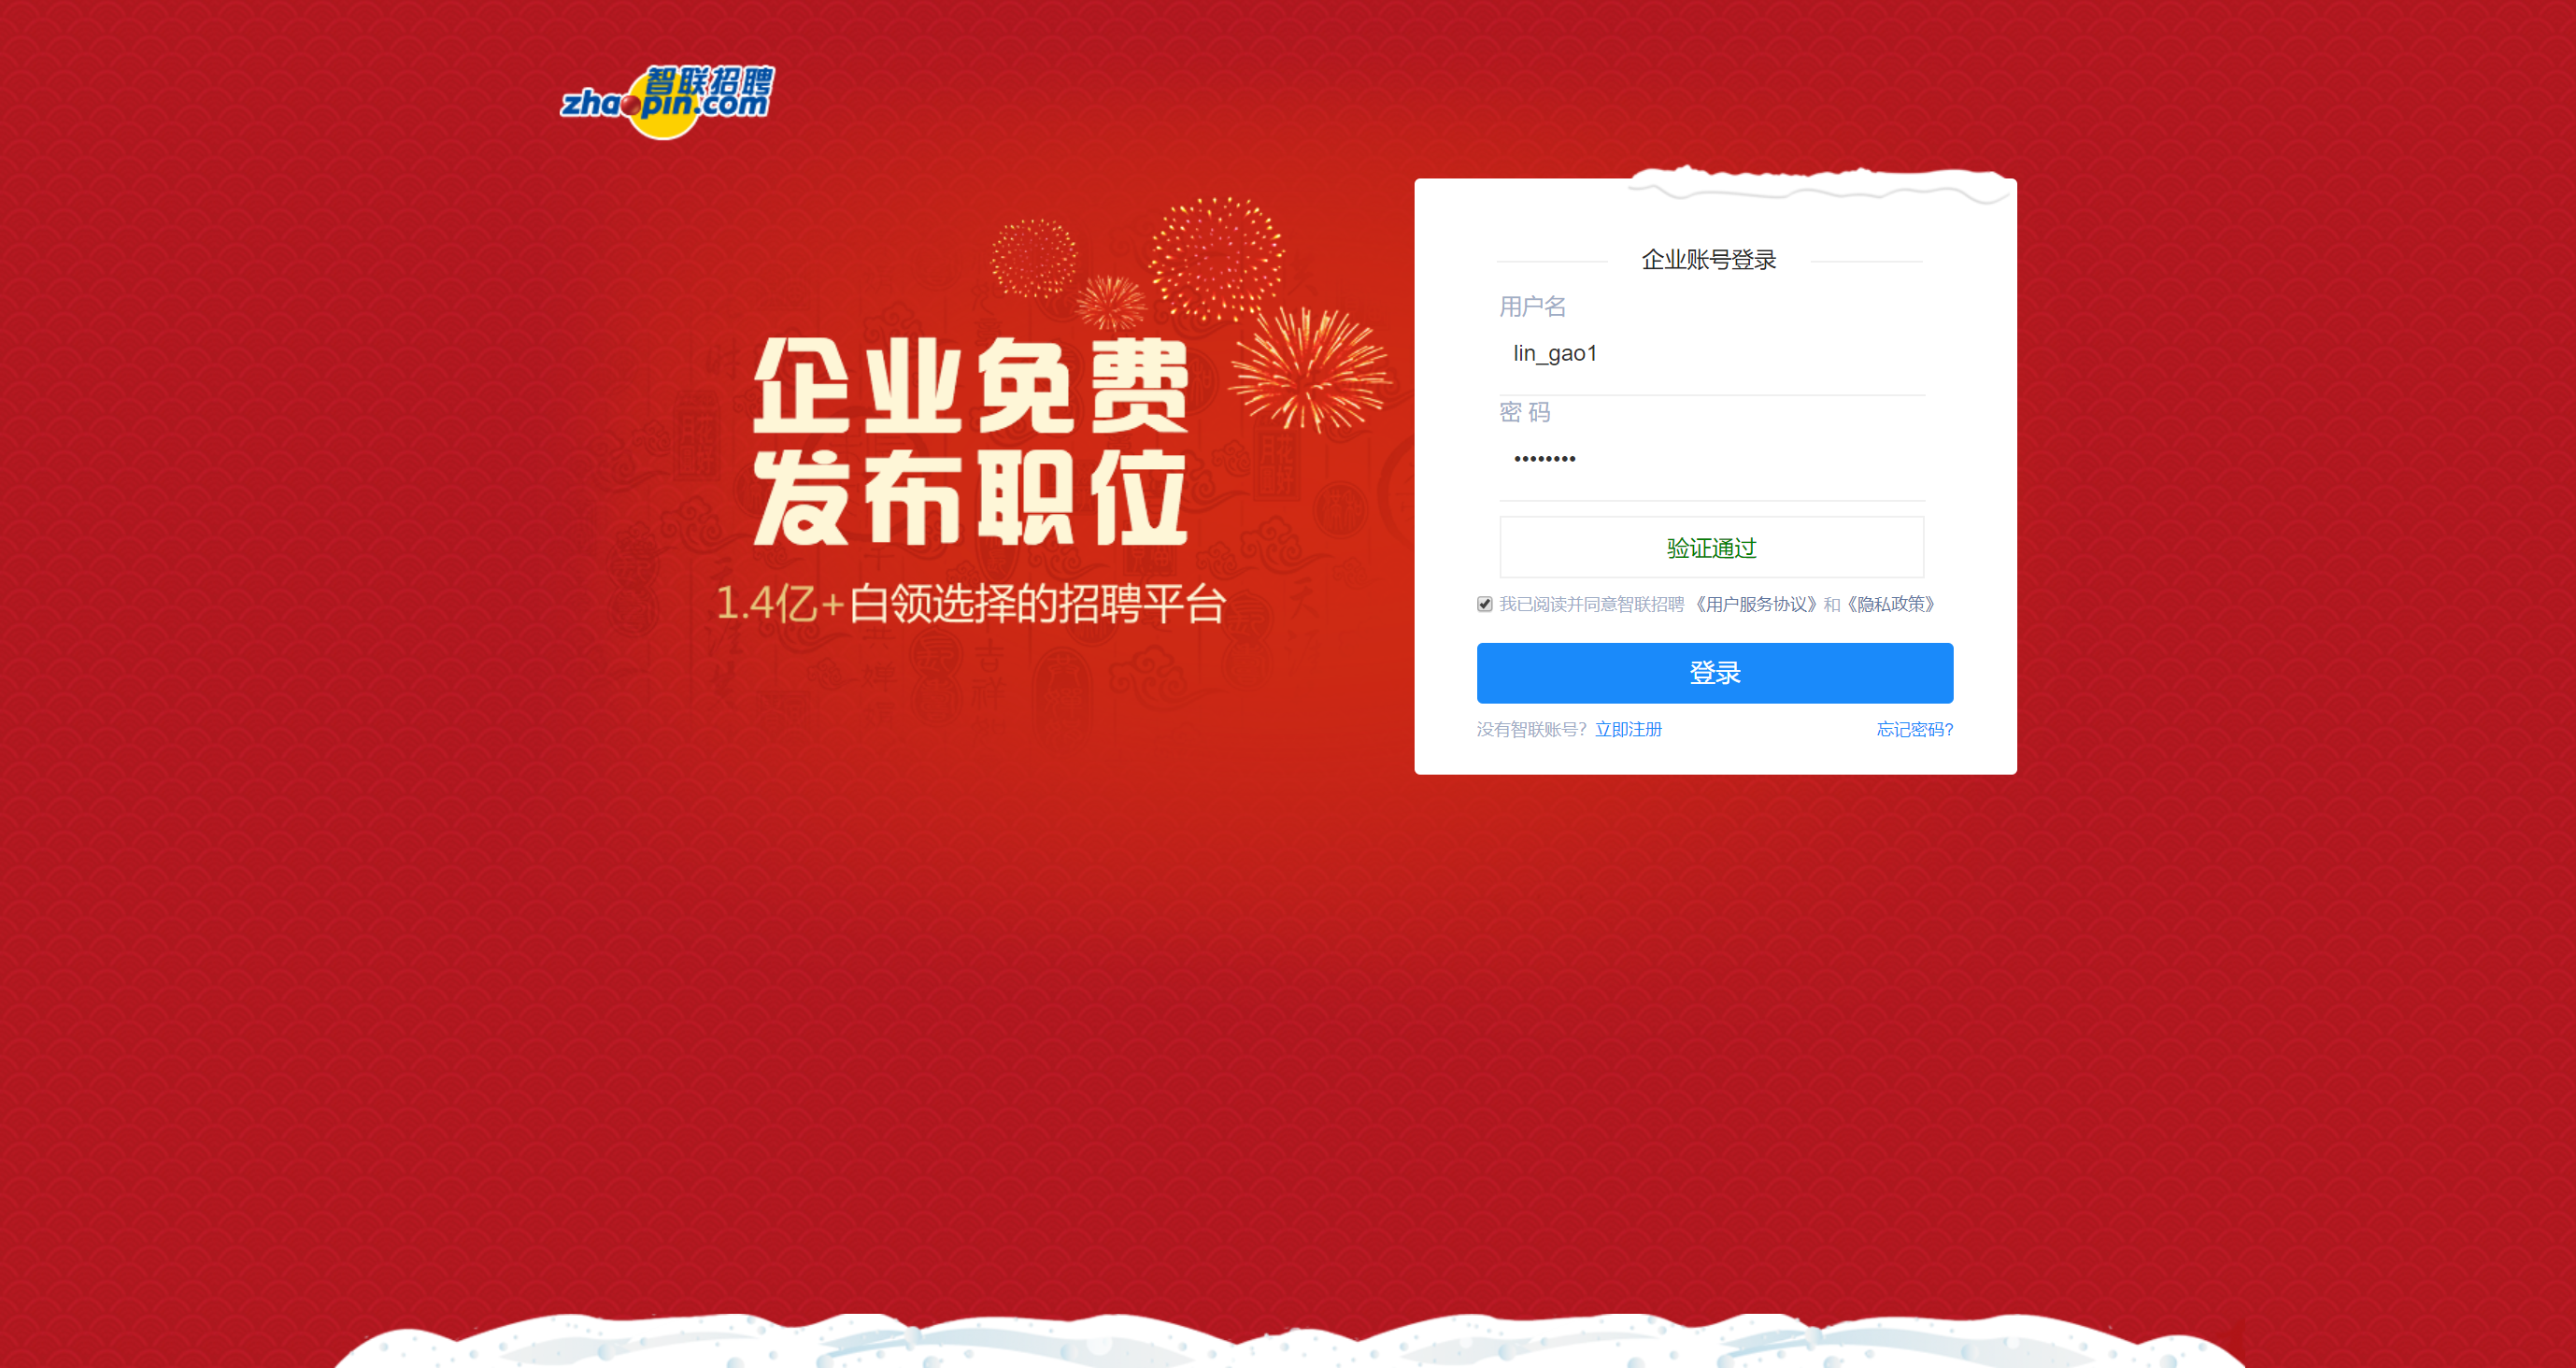 智联招聘
zhaopin.com
企业免费
发布职位
1.4亿+白领选择的招聘平台
企业账号登录
用户名
lin_gao1
密 码
••••••••
验证通过
我已阅读并同意智联招聘 《用户服务协议》和《隐私政策》
登录
没有智联账号? 立即注册 忘记密码?